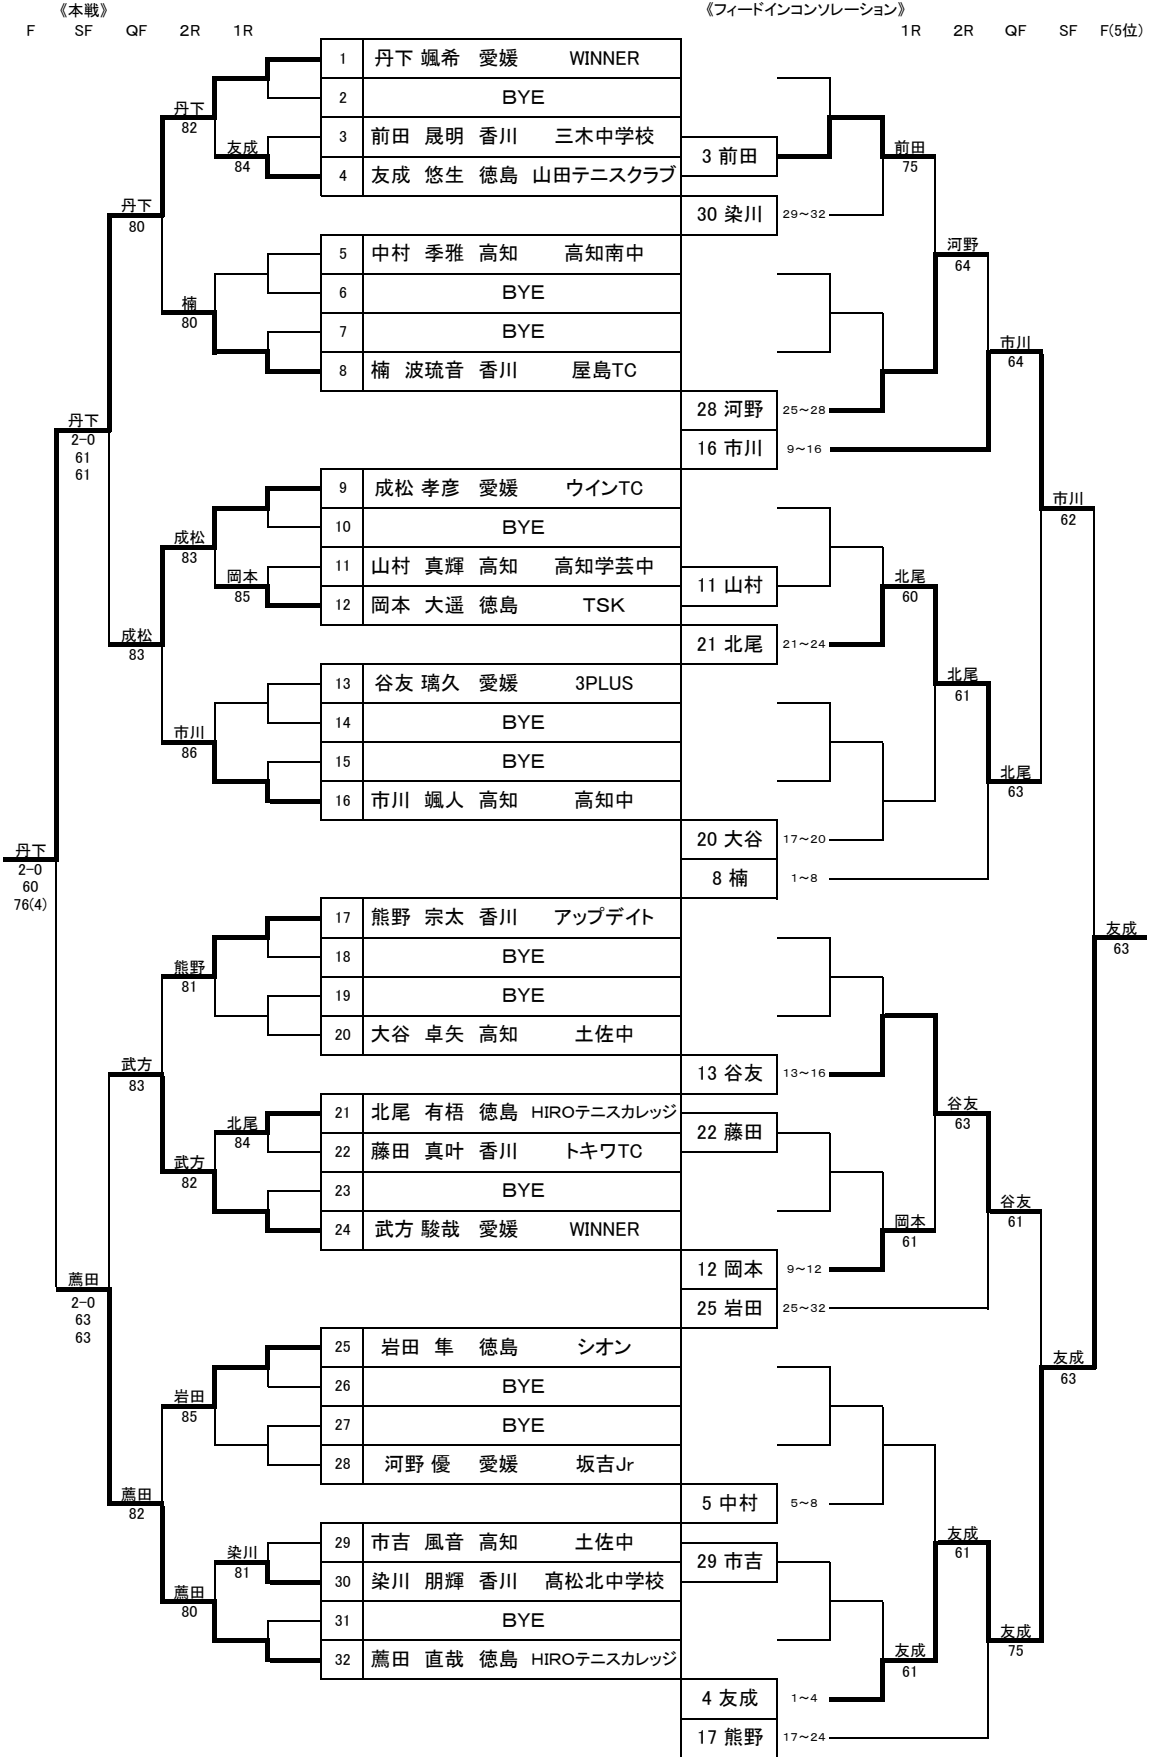 《本戦》 《フィードインコンソレーション》
F SF QF 2R 1R 1R 2R QF SF F(5位)
1 丹下 颯希 愛媛 WINNER
2 BYE
丹下
82
3 前田 晟明 香川 三木中学校
友成
84
4 友成 悠生 徳島 山田テニスクラブ
3 前田
前田
75
丹下
80
30 染川 29～32
5 中村 季雅 高知 高知南中
河野
64
6 BYE
楠
80
7 BYE
8 楠 波琉音 香川 屋島TC
市川
64
28 河野 25～28
丹下
2-0
61
61
16 市川 9～16
9 成松 孝彦 愛媛 ウインTC
市川
62
10 BYE
成松
83
11 山村 真輝 高知 高知学芸中
岡本
85
11 山村
北尾
60
12 岡本 大遥 徳島 TSK
成松
83
21 北尾 21～24
13 谷友 璃久 愛媛 3PLUS
北尾
61
14 BYE
市川
86
15 BYE
16 市川 颯人 高知 高知中
北尾
63
20 大谷 17～20
丹下
2-0
60
76(4)
8 楠 1～8
17 熊野 宗太 香川 アップデイト
友成
63
18 BYE
熊野
81
19 BYE
20 大谷 卓矢 高知 土佐中
武方
83
13 谷友 13～16
21 北尾 有梧 徳島 HIROテニスカレッジ
北尾
84
22 藤田
谷友
63
22 藤田 真叶 香川 トキワTC
武方
82
23 BYE
24 武方 駿哉 愛媛 WINNER
岡本
61
谷友
61
12 岡本 9～12
薦田
2-0
63
63
25 岩田 25～32
25 岩田 隼 徳島 シオン
友成
63
26 BYE
岩田
85
27 BYE
28 河野 優 愛媛 坂吉Jr
薦田
82
5 中村 5～8
29 市吉 風音 高知 土佐中
染川
81
29 市吉
友成
61
30 染川 朋輝 香川 髙松北中学校
薦田
80
31 BYE
32 薦田 直哉 徳島 HIROテニスカレッジ
友成
61
友成
75
4 友成 1～4
17 熊野 17～24